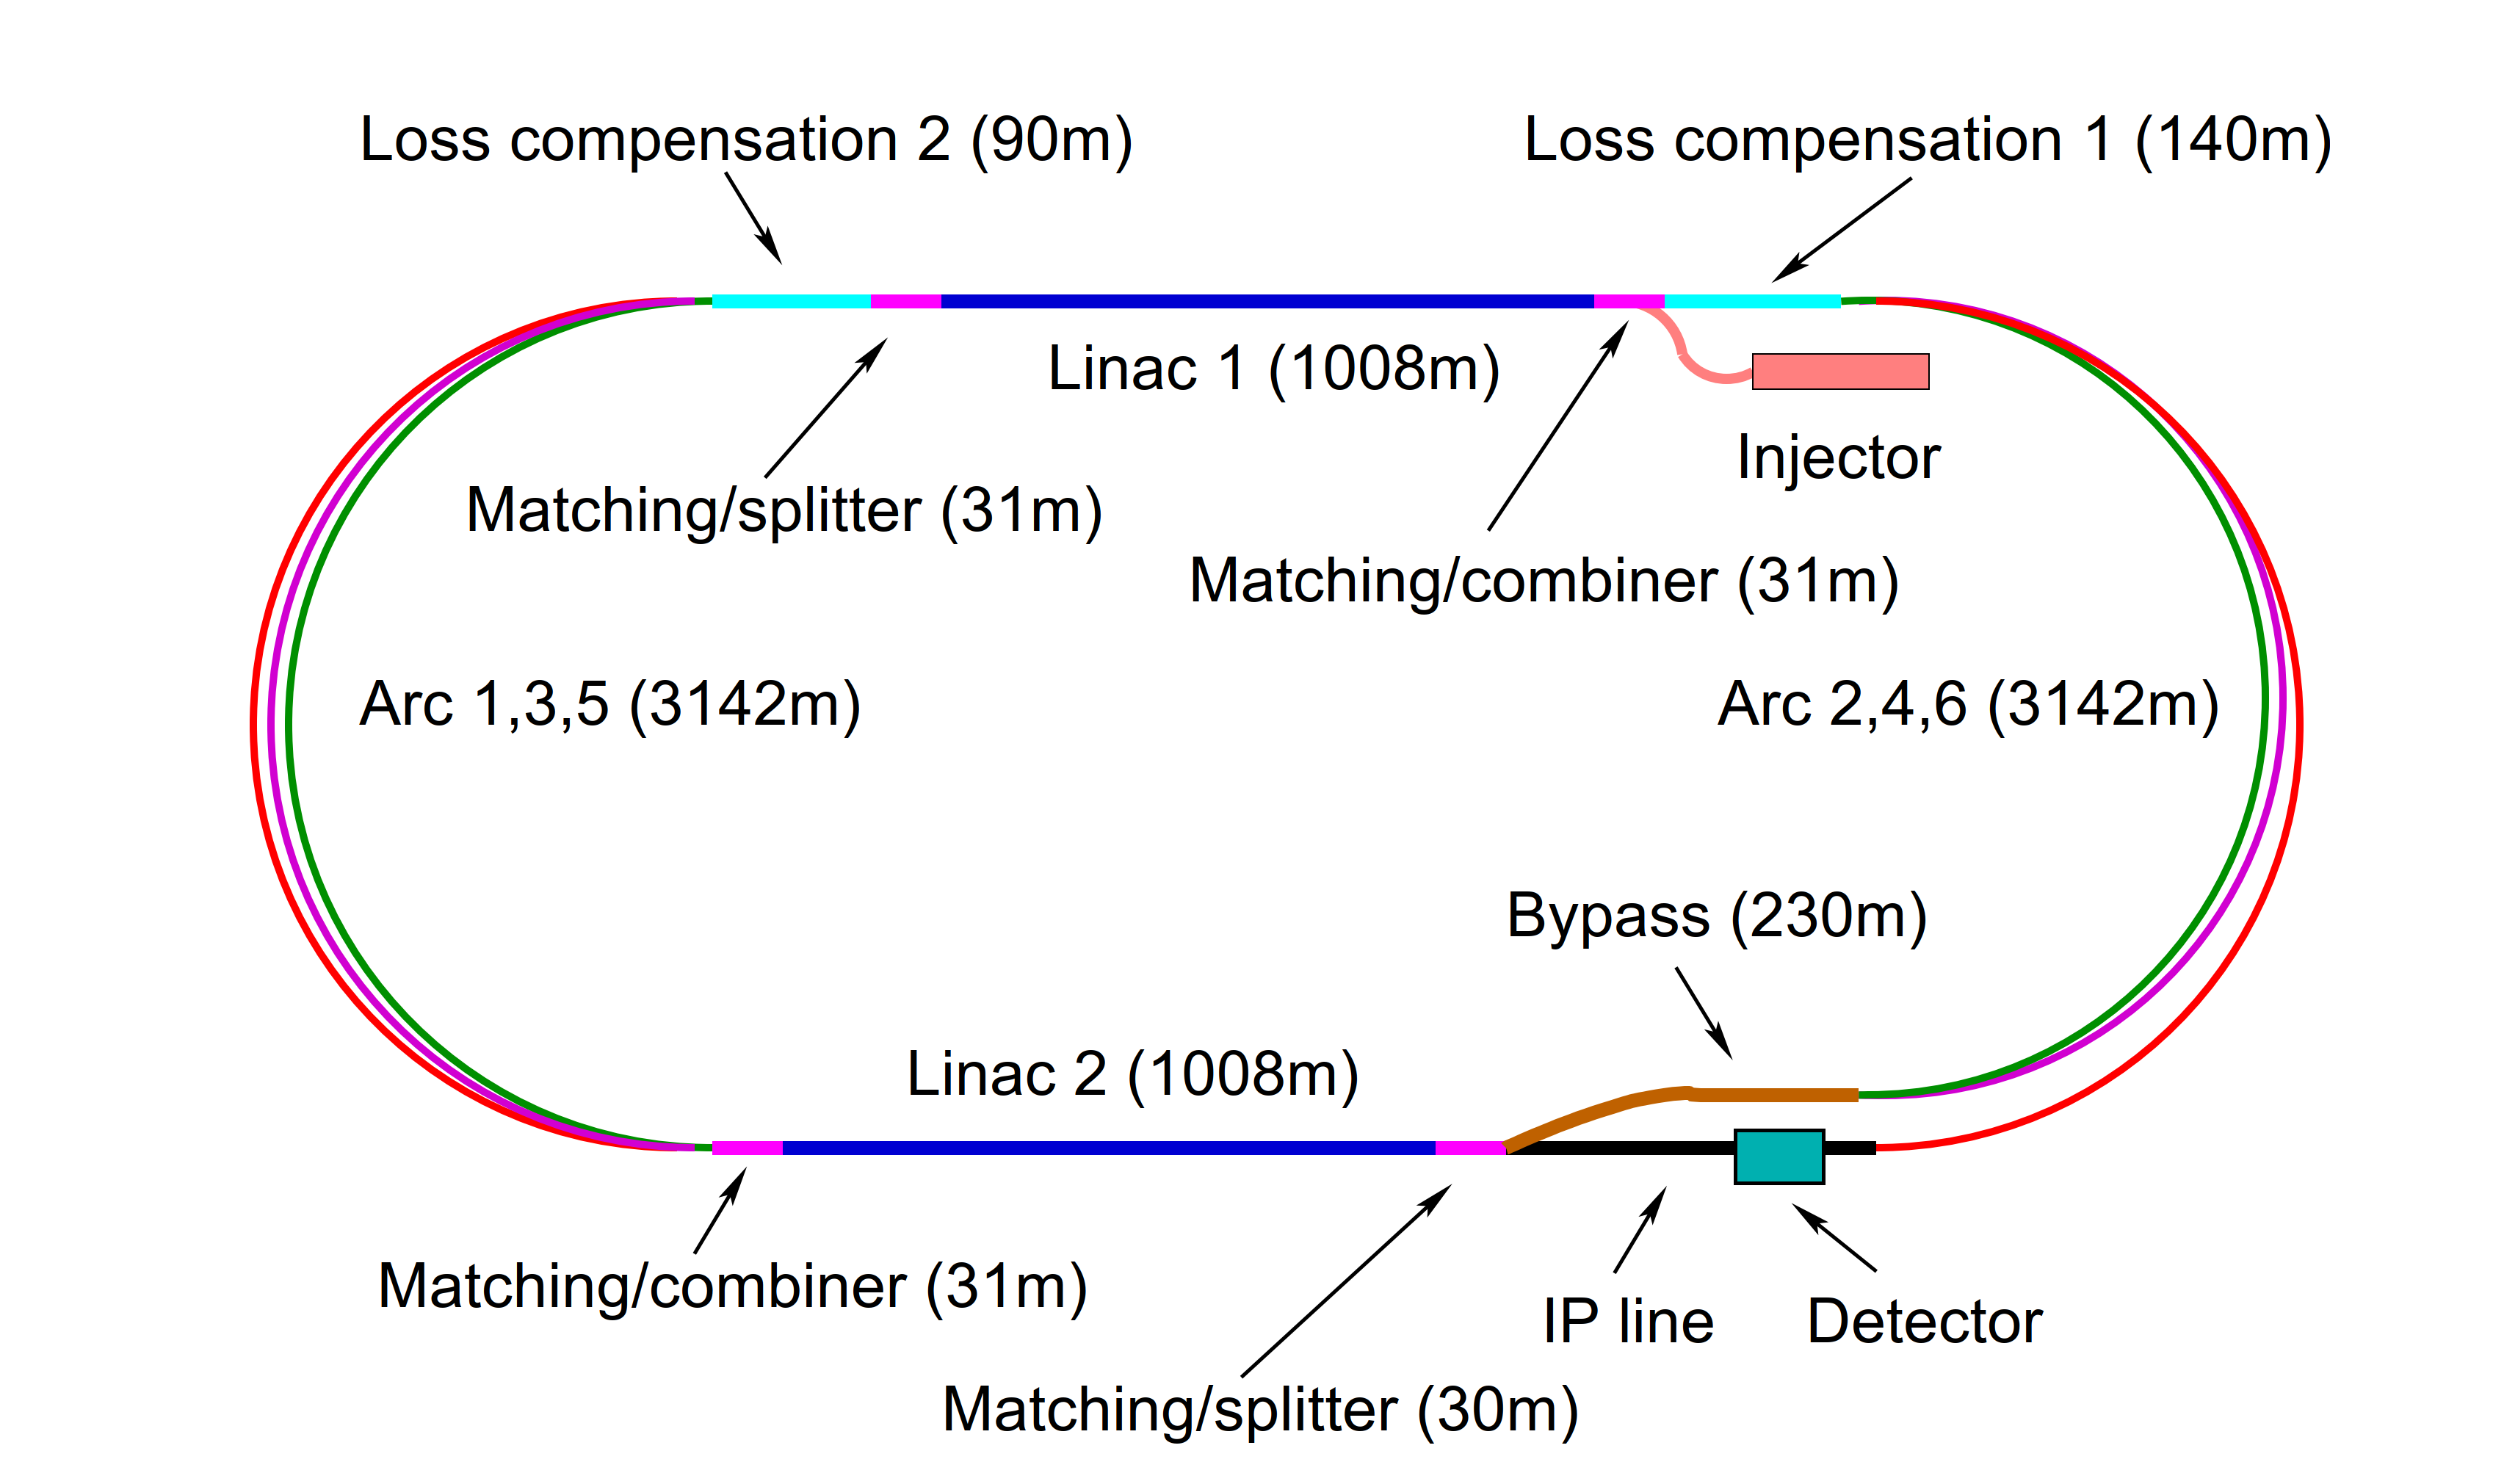 Loss compensation 2 (90m)
Loss compensation 1 (140m)
Linac 1 (1008m)
Injector
Matching/splitter (31m)
Matching/combiner (31m)
Arc 1,3,5 (3142m)
Arc 2,4,6 (3142m)
Bypass (230m)
Linac 2 (1008m)
Matching/combiner (31m)
IP line
Detector
Matching/splitter (30m)